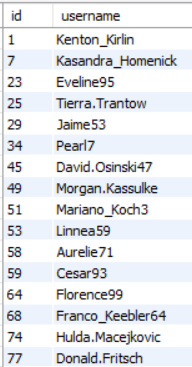 id username
1 Kenton_Kirlin
7 Kasandra_Homenick
23 Eveline95
25 Tierra.Trantow
29 Jaime53
34 Pearl7
45 David.Osinski47
49 Morgan.Kassulke
51 Mariano_Koch3
53 Linnea59
58 Aurelie71
59 Cesar93
64 Florence99
68 Franco_Keebler64
74 Hulda.Macejkovic
77 Donald.Fritsch